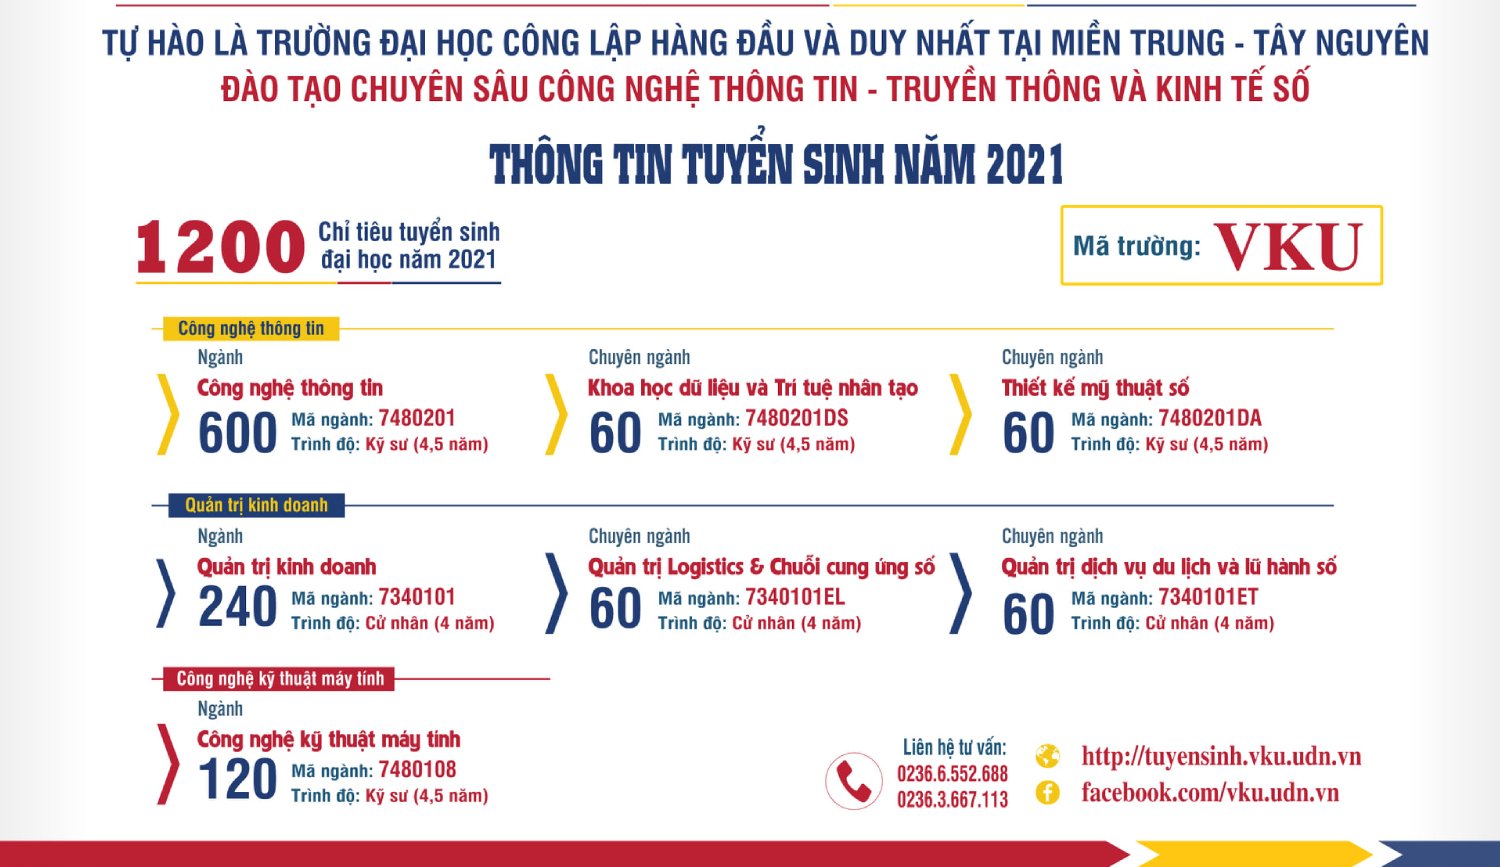 TỰ HÀO LÀ TRƯỜNG ĐẠI HỌC CÔNG LẬP HÀNG ĐẦU VÀ DUY NHẤT TẠI MIỀN TRUNG - TÂY NGUYÊN
ĐÀO TẠO CHUYÊN SÂU CÔNG NGHỆ THÔNG TIN - TRUYỀN THÔNG VÀ KINH TẾ SỐ
THÔNG TIN TUYỂN SINH NĂM 2021
1200
Chỉ tiêu tuyển sinh
đại học năm 2021
Mã trường: VKU
Công nghệ thông tin
Ngành
Công nghệ thông tin
600
Mã ngành: 7480201
Trình độ: Kỹ sư (4,5 năm)
Chuyên ngành
Khoa học dữ liệu và Trí tuệ nhân tạo
60
Mã ngành: 7480201DS
Trình độ: Kỹ sư (4,5 năm)
Chuyên ngành
Thiết kế mỹ thuật số
60
Mã ngành: 7480201DA
Trình độ: Kỹ sư (4,5 năm)
Quản trị kinh doanh
Ngành
Quản trị kinh doanh
240
Mã ngành: 7340101
Trình độ: Cử nhân (4 năm)
Chuyên ngành
Quản trị Logistics & Chuỗi cung ứng số
60
Mã ngành: 7340101EL
Trình độ: Cử nhân (4 năm)
Chuyên ngành
Quản trị dịch vụ du lịch và lữ hành số
60
Mã ngành: 7340101ET
Trình độ: Cử nhân (4 năm)
Công nghệ kỹ thuật máy tính
Ngành
Công nghệ kỹ thuật máy tính
120
Mã ngành: 7480108
Trình độ: Kỹ sư (4,5 năm)
Liên hệ tư vấn:
0236.6.552.688
0236.3.667.113
http://tuyensinh.vku.udn.vn
facebook.com/vku.udn.vn